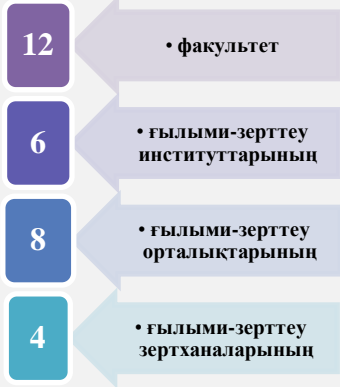 12
• факультет
6
• ғылыми-зерттеу
институттарының
8
• ғылыми-зерттеу
орталықтарының
4
• ғылыми-зерттеу
зертханаларының